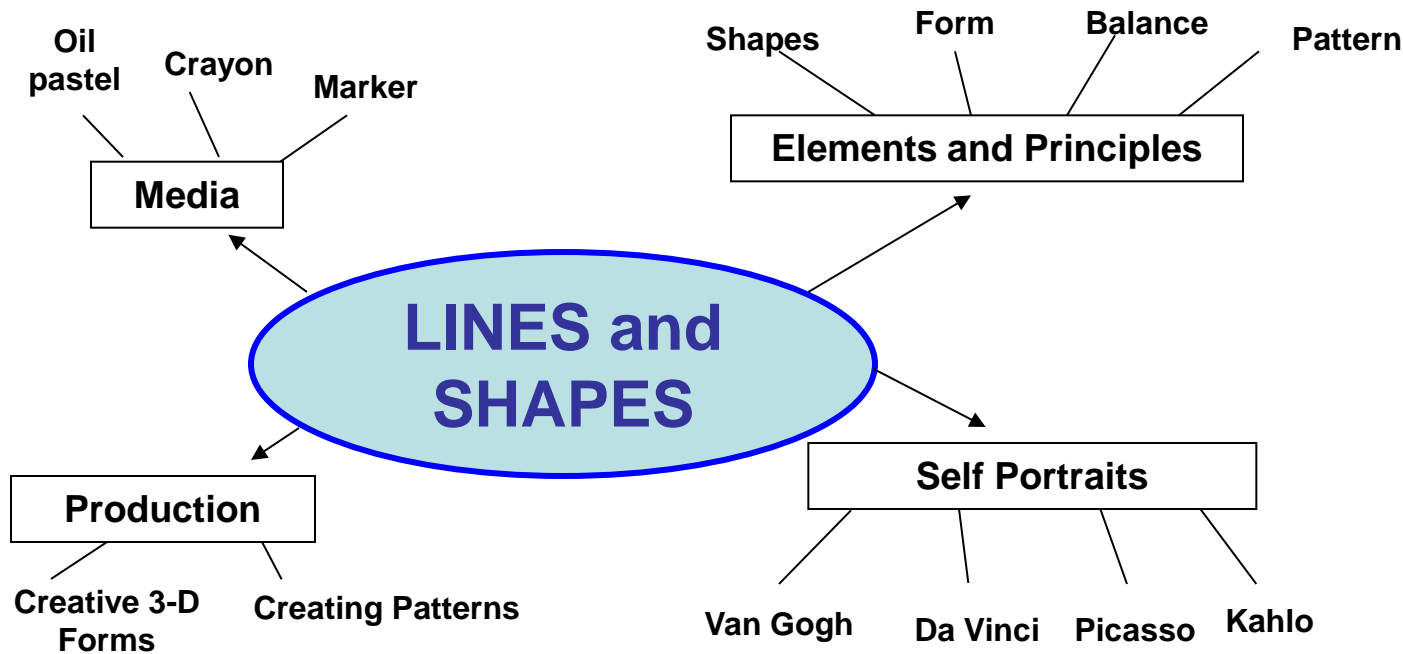 Oil
pastel
Crayon
Marker
Media
Shapes
Form
Balance
Pattern
Elements and Principles
LINES and
SHAPES
Production
Creative 3-D
Forms
Creating Patterns
Self Portraits
Van Gogh
Da Vinci
Picasso
Kahlo